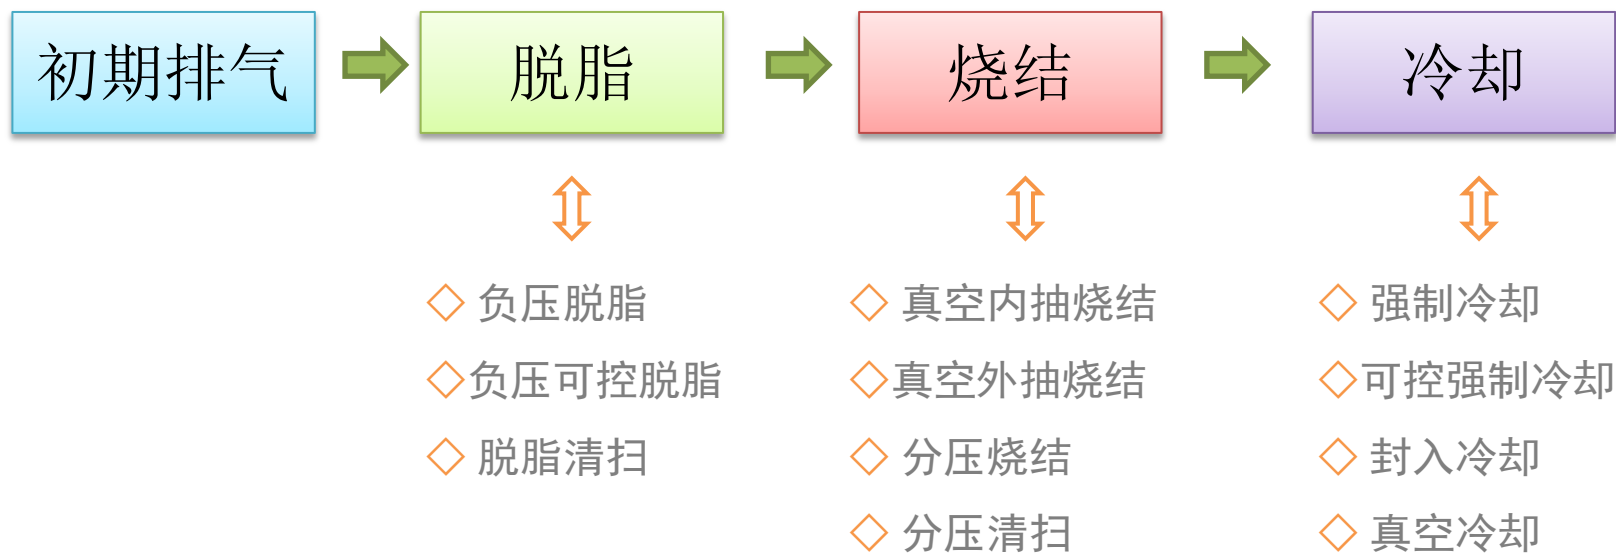 初期排气
脱脂
烧结
冷却
负压脱脂
负压可控脱脂
脱脂清扫
真空内抽烧结
真空外抽烧结
分压烧结
分压清扫
强制冷却
可控强制冷却
封入冷却
真空冷却